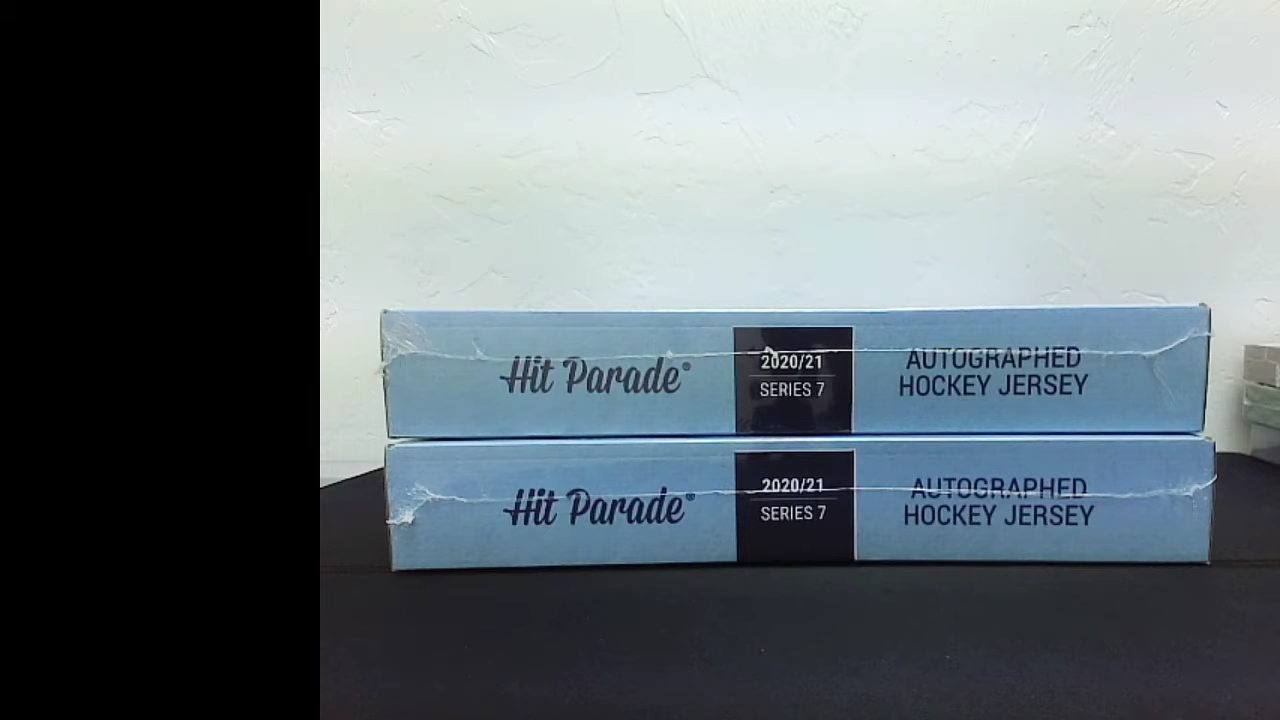 Hit Parade®
2020/21
SERIES 7
AUTOGRAPHED
HOCKEY JERSEY
Hit Parade®
2020/21
SERIES 7
AUTOGRAPHED
HOCKEY JERSEY